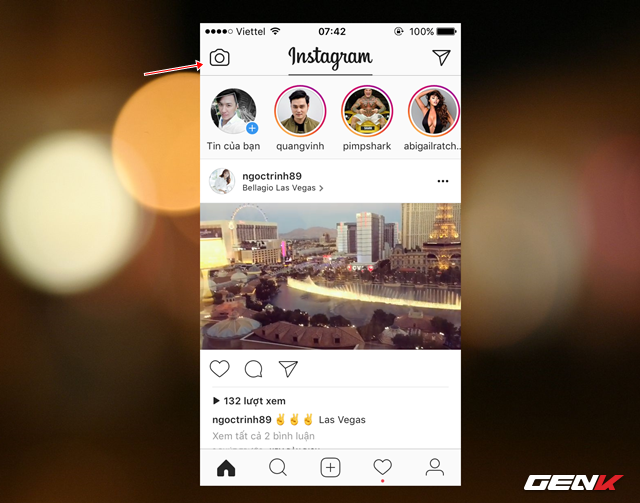 Viettel 07:42 100%
Instagram
Tin của bạn quangvinh pimpshark abigailratch...
ngoctrinh89
Bellagio Las Vegas >
132 lượt xem
ngoctrinh89 ✌️✌️✌️ Las Vegas
Xem tất cả 2 bình luận
GENK